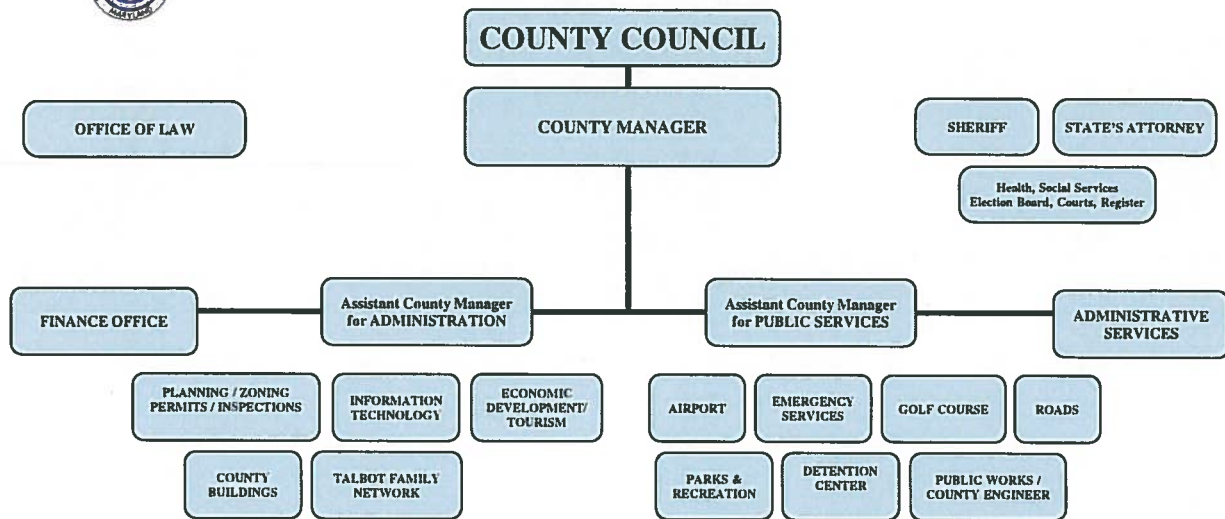 MARYLAND
COUNTY COUNCIL
OFFICE OF LAW
COUNTY MANAGER
SHERIFF
STATE'S ATTORNEY
Health, Social Services
Election Board, Courts, Register
FINANCE OFFICE
Assistant County Manager
for ADMINISTRATION
Assistant County Manager
for PUBLIC SERVICES
ADMINISTRATIVE
SERVICES
PLANNING / ZONING
PERMITS / INSPECTIONS
INFORMATION
TECHNOLOGY
ECONOMIC
DEVELOPMENT/
TOURISM
AIRPORT
EMERGENCY
SERVICES
GOLF COURSE
ROADS
COUNTY
BUILDINGS
TALBOT FAMILY
NETWORK
PARKS &
RECREATION
DETENTION
CENTER
PUBLIC WORKS /
COUNTY ENGINEER